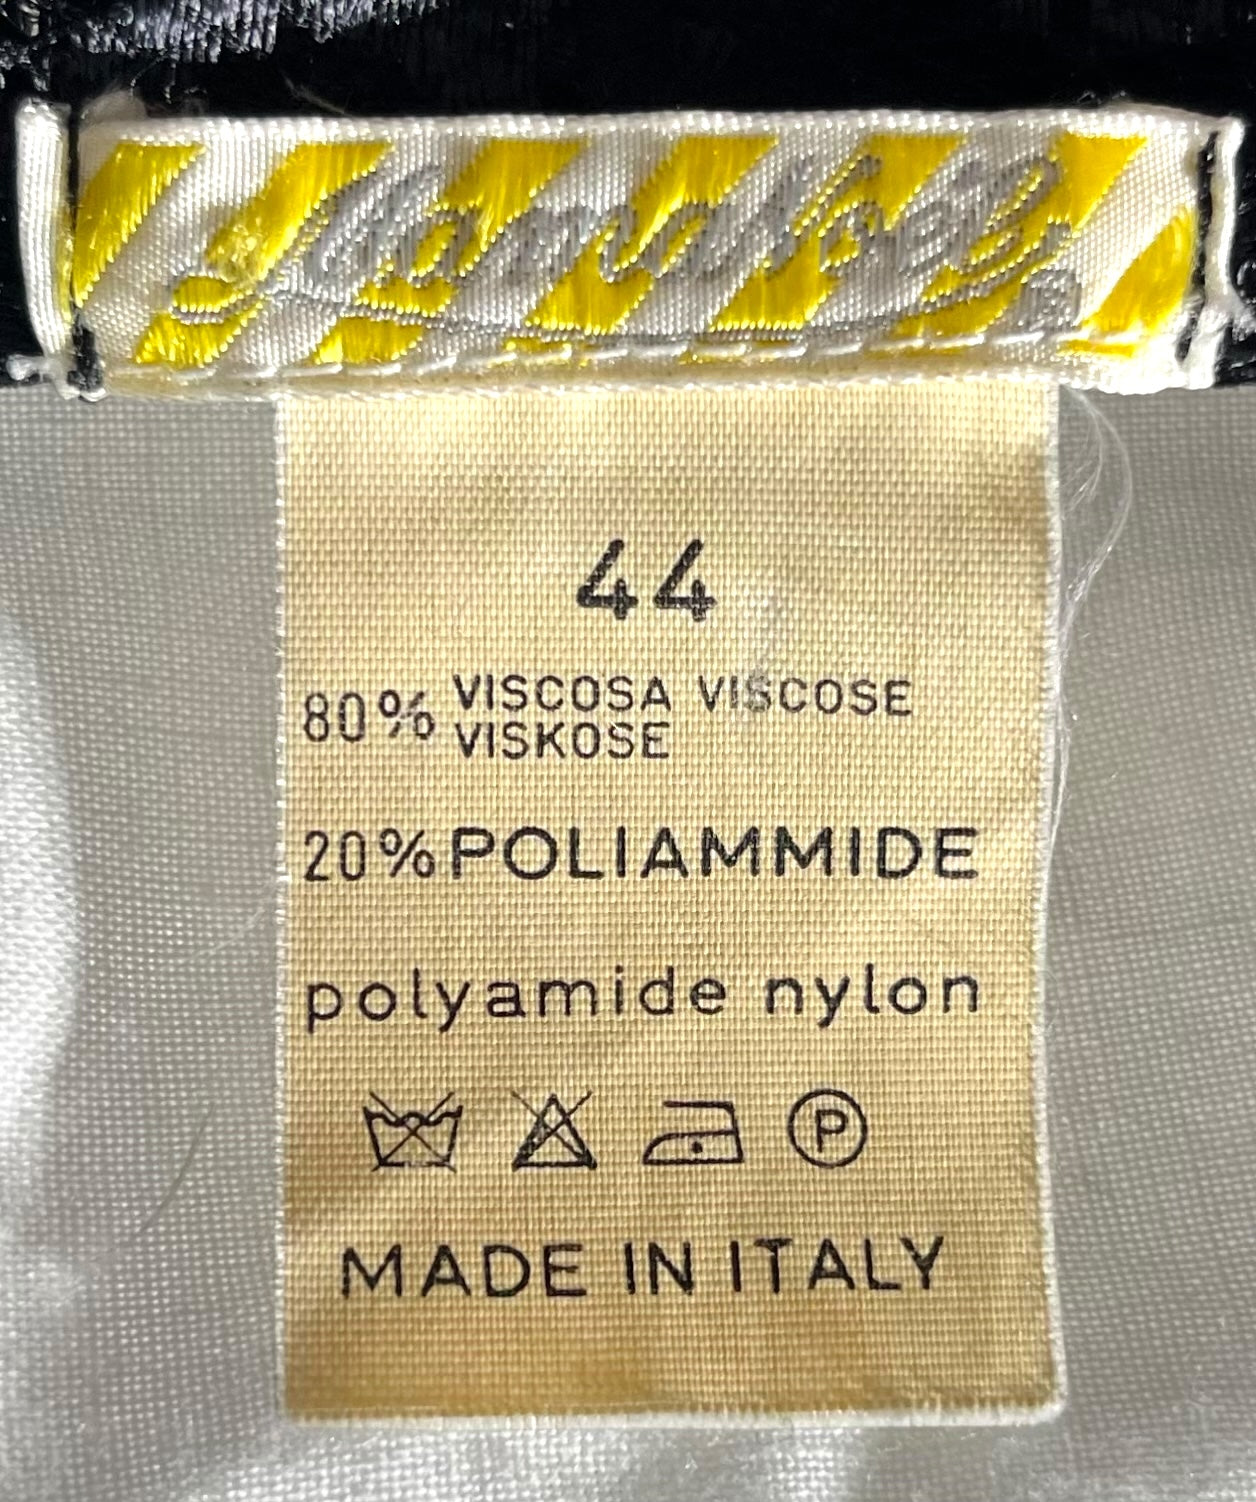 44
80% VISCOSA VISCOSE
VISKOSE
20% POLIAMMIDE
polyamide nylon
P
MADE IN ITALY